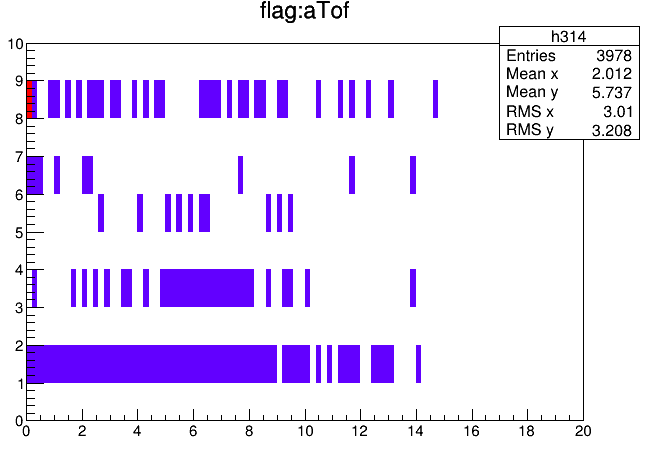 flag:aTof
h314
Entries 3978
Mean x 2.012
Mean y 5.737
RMS x 3.01
RMS y 3.208
10
9
8
7
6
5
4
3
2
1
0
0 2 4 6 8 10 12 14 16 18 20